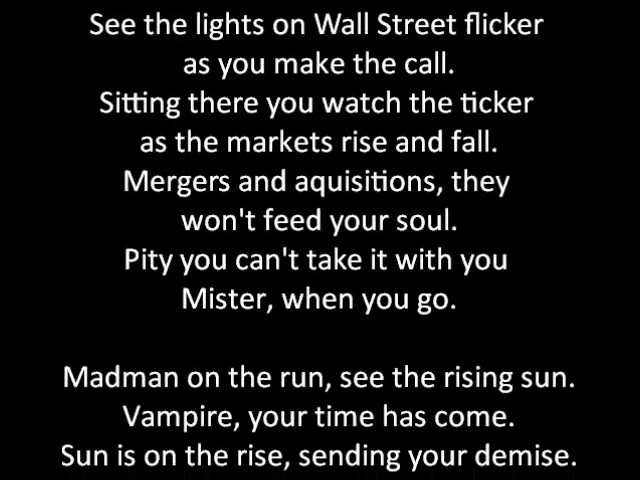 See the lights on Wall Street flicker
as you make the call.
Sitting there you watch the ticker
as the markets rise and fall.
Mergers and aquisitions, they
won't feed your soul.
Pity you can't take it with you
Mister, when you go.
Madman on the run, see the rising sun.
Vampire, your time has come.
Sun is on the rise, sending your demise.